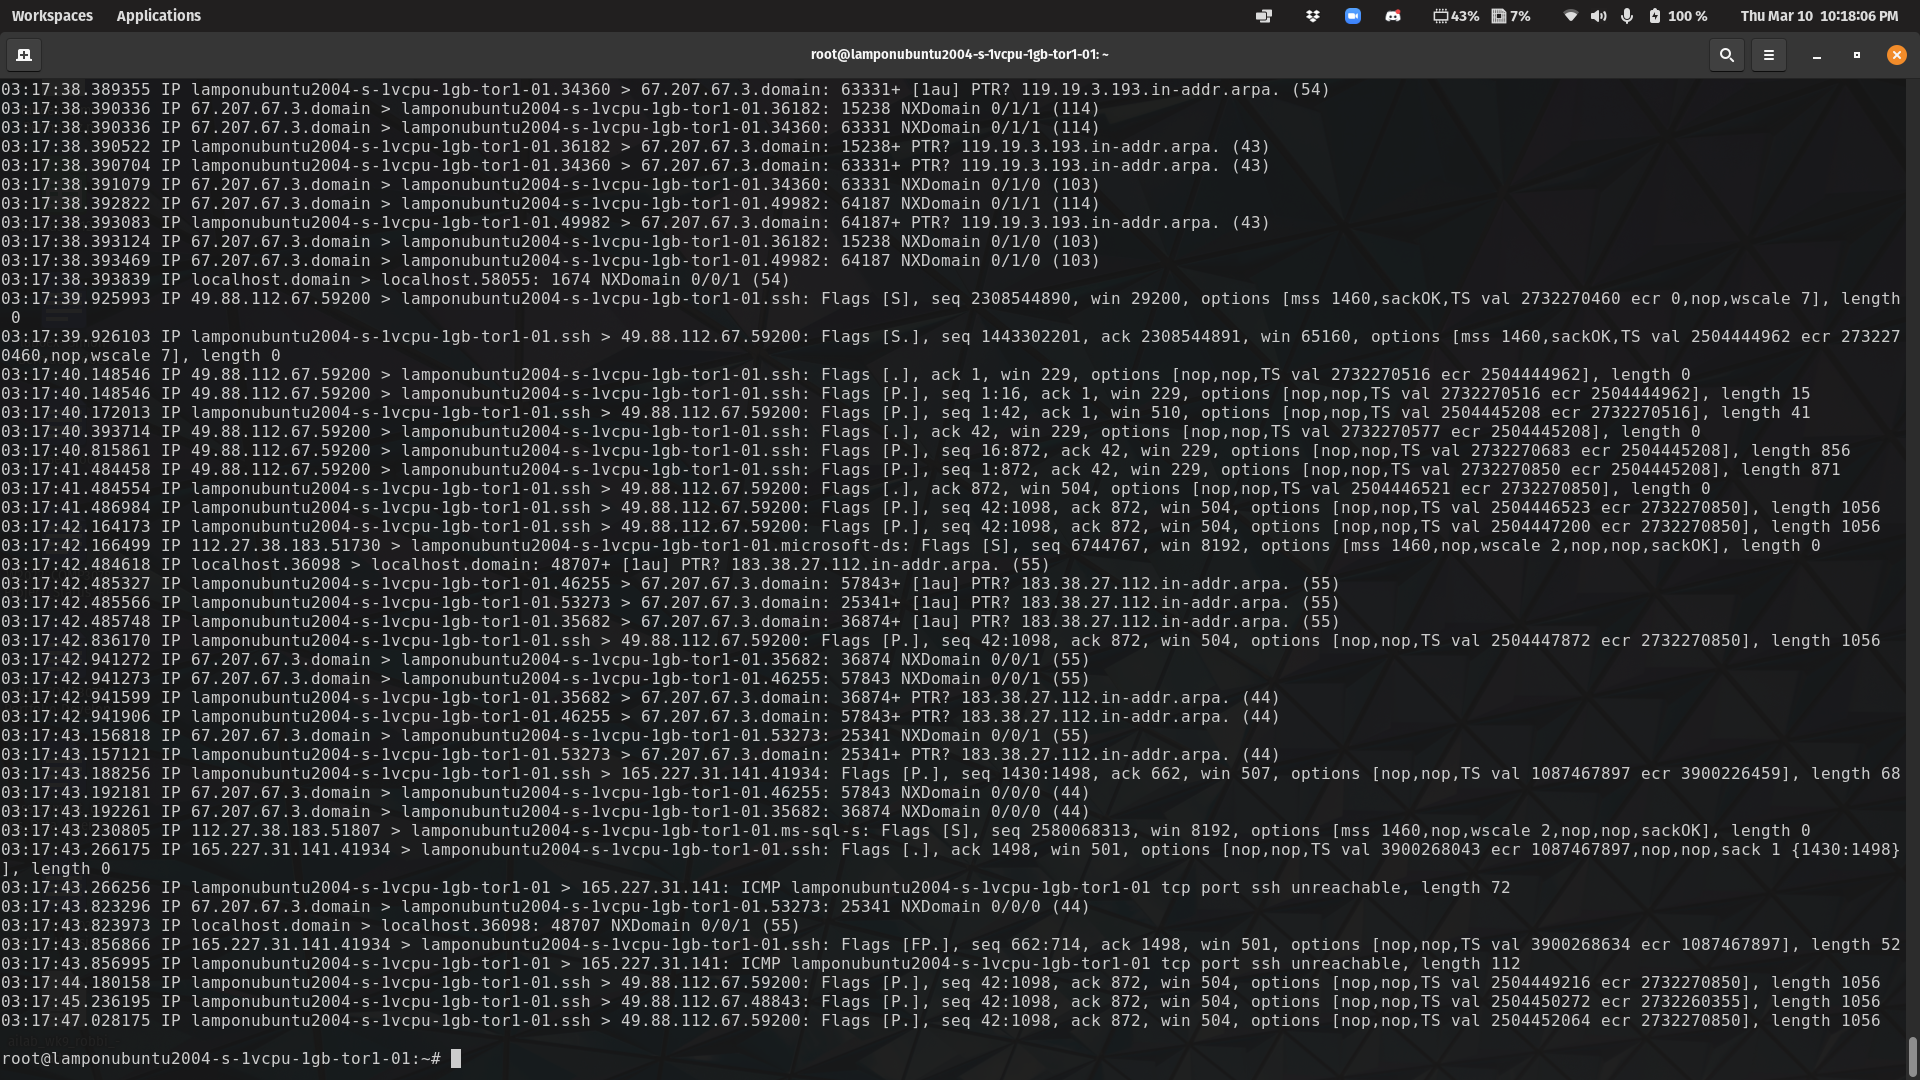 Workspaces Applications 43% 7% 100 % Thu Mar 10 10:18:06 PM
root@lamponubuntu2004-s-1vcpu-1gb-tor1-01: ~
03:17:38.389355 IP lamponubuntu2004-s-1vcpu-1gb-tor1-01.34360 > 67.207.67.3.domain: 63331+ [1au] PTR? 119.19.3.193.in-addr.arpa. (54)
03:17:38.390336 IP 67.207.67.3.domain > lamponubuntu2004-s-1vcpu-1gb-tor1-01.36182: 15238 NXDomain 0/1/1 (114)
03:17:38.390336 IP 67.207.67.3.domain > lamponubuntu2004-s-1vcpu-1gb-tor1-01.34360: 63331 NXDomain 0/1/1 (114)
03:17:38.390522 IP lamponubuntu2004-s-1vcpu-1gb-tor1-01.36182 > 67.207.67.3.domain: 15238+ PTR? 119.19.3.193.in-addr.arpa. (43)
03:17:38.390704 IP lamponubuntu2004-s-1vcpu-1gb-tor1-01.34360 > 67.207.67.3.domain: 63331+ PTR? 119.19.3.193.in-addr.arpa. (43)
03:17:38.391079 IP 67.207.67.3.domain > lamponubuntu2004-s-1vcpu-1gb-tor1-01.34360: 63331 NXDomain 0/1/0 (103)
03:17:38.392822 IP 67.207.67.3.domain > lamponubuntu2004-s-1vcpu-1gb-tor1-01.49982: 64187 NXDomain 0/1/1 (114)
03:17:38.393083 IP lamponubuntu2004-s-1vcpu-1gb-tor1-01.49982 > 67.207.67.3.domain: 64187+ PTR? 119.19.3.193.in-addr.arpa. (43)
03:17:38.393124 IP 67.207.67.3.domain > lamponubuntu2004-s-1vcpu-1gb-tor1-01.36182: 15238 NXDomain 0/1/0 (103)
03:17:38.393469 IP 67.207.67.3.domain > lamponubuntu2004-s-1vcpu-1gb-tor1-01.49982: 64187 NXDomain 0/1/0 (103)
03:17:38.393839 IP localhost.domain > localhost.58055: 1674 NXDomain 0/0/1 (54)
03:17:39.925993 IP 49.88.112.67.59200 > lamponubuntu2004-s-1vcpu-1gb-tor1-01.ssh: Flags [S], seq 2308544890, win 29200, options [mss 1460,sackOK,TS val 2732270460 ecr 0,nop,wscale 7], length
0
03:17:39.926103 IP lamponubuntu2004-s-1vcpu-1gb-tor1-01.ssh > 49.88.112.67.59200: Flags [S.], seq 1443302201, ack 2308544891, win 65160, options [mss 1460,sackOK,TS val 2504444962 ecr 273227
0460,nop,wscale 7], length 0
03:17:40.148546 IP 49.88.112.67.59200 > lamponubuntu2004-s-1vcpu-1gb-tor1-01.ssh: Flags [.], ack 1, win 229, options [nop,nop,TS val 2732270516 ecr 2504444962], length 0
03:17:40.148546 IP 49.88.112.67.59200 > lamponubuntu2004-s-1vcpu-1gb-tor1-01.ssh: Flags [P.], seq 1:16, ack 1, win 229, options [nop,nop,TS val 2732270516 ecr 2504444962], length 15
03:17:40.172013 IP lamponubuntu2004-s-1vcpu-1gb-tor1-01.ssh > 49.88.112.67.59200: Flags [P.], seq 1:42, ack 1, win 510, options [nop,nop,TS val 2504445208 ecr 2732270516], length 41
03:17:40.393714 IP 49.88.112.67.59200 > lamponubuntu2004-s-1vcpu-1gb-tor1-01.ssh: Flags [.], ack 42, win 229, options [nop,nop,TS val 2732270577 ecr 2504445208], length 0
03:17:40.815861 IP 49.88.112.67.59200 > lamponubuntu2004-s-1vcpu-1gb-tor1-01.ssh: Flags [P.], seq 16:872, ack 42, win 229, options [nop,nop,TS val 2732270683 ecr 2504445208], length 856
03:17:41.484458 IP 49.88.112.67.59200 > lamponubuntu2004-s-1vcpu-1gb-tor1-01.ssh: Flags [P.], seq 1:872, ack 42, win 229, options [nop,nop,TS val 2732270850 ecr 2504445208], length 871
03:17:41.484554 IP lamponubuntu2004-s-1vcpu-1gb-tor1-01.ssh > 49.88.112.67.59200: Flags [.], ack 872, win 504, options [nop,nop,TS val 2504446521 ecr 2732270850], length 0
03:17:41.486984 IP lamponubuntu2004-s-1vcpu-1gb-tor1-01.ssh > 49.88.112.67.59200: Flags [P.], seq 42:1098, ack 872, win 504, options [nop,nop,TS val 2504446523 ecr 2732270850], length 1056
03:17:42.164173 IP lamponubuntu2004-s-1vcpu-1gb-tor1-01.ssh > 49.88.112.67.59200: Flags [P.], seq 42:1098, ack 872, win 504, options [nop,nop,TS val 2504447200 ecr 2732270850], length 1056
03:17:42.166499 IP 112.27.38.183.51730 > lamponubuntu2004-s-1vcpu-1gb-tor1-01.microsoft-ds: Flags [S], seq 6744767, win 8192, options [mss 1460,nop,wscale 2,nop,nop,sackOK], length 0
03:17:42.484618 IP localhost.36098 > localhost.domain: 48707+ [1au] PTR? 183.38.27.112.in-addr.arpa. (55)
03:17:42.485327 IP lamponubuntu2004-s-1vcpu-1gb-tor1-01.46255 > 67.207.67.3.domain: 57843+ [1au] PTR? 183.38.27.112.in-addr.arpa. (55)
03:17:42.485566 IP lamponubuntu2004-s-1vcpu-1gb-tor1-01.53273 > 67.207.67.3.domain: 25341+ [1au] PTR? 183.38.27.112.in-addr.arpa. (55)
03:17:42.485748 IP lamponubuntu2004-s-1vcpu-1gb-tor1-01.35682 > 67.207.67.3.domain: 36874+ [1au] PTR? 183.38.27.112.in-addr.arpa. (55)
03:17:42.836170 IP lamponubuntu2004-s-1vcpu-1gb-tor1-01.ssh > 49.88.112.67.59200: Flags [P.], seq 42:1098, ack 872, win 504, options [nop,nop,TS val 2504447872 ecr 2732270850], length 1056
03:17:42.941272 IP 67.207.67.3.domain > lamponubuntu2004-s-1vcpu-1gb-tor1-01.35682: 36874 NXDomain 0/0/1 (55)
03:17:42.941273 IP 67.207.67.3.domain > lamponubuntu2004-s-1vcpu-1gb-tor1-01.46255: 57843 NXDomain 0/0/1 (55)
03:17:42.941599 IP lamponubuntu2004-s-1vcpu-1gb-tor1-01.35682 > 67.207.67.3.domain: 36874+ PTR? 183.38.27.112.in-addr.arpa. (44)
03:17:42.941906 IP lamponubuntu2004-s-1vcpu-1gb-tor1-01.46255 > 67.207.67.3.domain: 57843+ PTR? 183.38.27.112.in-addr.arpa. (44)
03:17:43.156818 IP 67.207.67.3.domain > lamponubuntu2004-s-1vcpu-1gb-tor1-01.53273: 25341 NXDomain 0/0/1 (55)
03:17:43.157121 IP lamponubuntu2004-s-1vcpu-1gb-tor1-01.53273 > 67.207.67.3.domain: 25341+ PTR? 183.38.27.112.in-addr.arpa. (44)
03:17:43.188256 IP lamponubuntu2004-s-1vcpu-1gb-tor1-01.ssh > 165.227.31.141.41934: Flags [P.], seq 1430:1498, ack 662, win 507, options [nop,nop,TS val 1087467897 ecr 3900226459], length 68
03:17:43.192181 IP 67.207.67.3.domain > lamponubuntu2004-s-1vcpu-1gb-tor1-01.46255: 57843 NXDomain 0/0/0 (44)
03:17:43.192261 IP 67.207.67.3.domain > lamponubuntu2004-s-1vcpu-1gb-tor1-01.35682: 36874 NXDomain 0/0/0 (44)
03:17:43.230805 IP 112.27.38.183.51807 > lamponubuntu2004-s-1vcpu-1gb-tor1-01.ms-sql-s: Flags [S], seq 2580068313, win 8192, options [mss 1460,nop,wscale 2,nop,nop,sackOK], length 0
03:17:43.266175 IP 165.227.31.141.41934 > lamponubuntu2004-s-1vcpu-1gb-tor1-01.ssh: Flags [.], ack 1498, win 501, options [nop,nop,TS val 3900268043 ecr 1087467897,nop,nop,sack 1 {1430:1498}
], length 0
03:17:43.266256 IP lamponubuntu2004-s-1vcpu-1gb-tor1-01 > 165.227.31.141: ICMP lamponubuntu2004-s-1vcpu-1gb-tor1-01 tcp port ssh unreachable, length 72
03:17:43.823296 IP 67.207.67.3.domain > lamponubuntu2004-s-1vcpu-1gb-tor1-01.53273: 25341 NXDomain 0/0/0 (44)
03:17:43.823973 IP localhost.domain > localhost.36098: 48707 NXDomain 0/0/1 (55)
03:17:43.856866 IP 165.227.31.141.41934 > lamponubuntu2004-s-1vcpu-1gb-tor1-01.ssh: Flags [FP.], seq 662:714, ack 1498, win 501, options [nop,nop,TS val 3900268634 ecr 1087467897], length 52
03:17:43.856995 IP lamponubuntu2004-s-1vcpu-1gb-tor1-01 > 165.227.31.141: ICMP lamponubuntu2004-s-1vcpu-1gb-tor1-01 tcp port ssh unreachable, length 112
03:17:44.180158 IP lamponubuntu2004-s-1vcpu-1gb-tor1-01.ssh > 49.88.112.67.59200: Flags [P.], seq 42:1098, ack 872, win 504, options [nop,nop,TS val 2504449216 ecr 2732270850], length 1056
03:17:45.236195 IP lamponubuntu2004-s-1vcpu-1gb-tor1-01.ssh > 49.88.112.67.48843: Flags [P.], seq 42:1098, ack 872, win 504, options [nop,nop,TS val 2504450272 ecr 2732260355], length 1056
03:17:47.028175 IP lamponubuntu2004-s-1vcpu-1gb-tor1-01.ssh > 49.88.112.67.59200: Flags [P.], seq 42:1098, ack 872, win 504, options [nop,nop,TS val 2504452064 ecr 2732270850], length 1056
root@lamponubuntu2004-s-1vcpu-1gb-tor1-01:~#